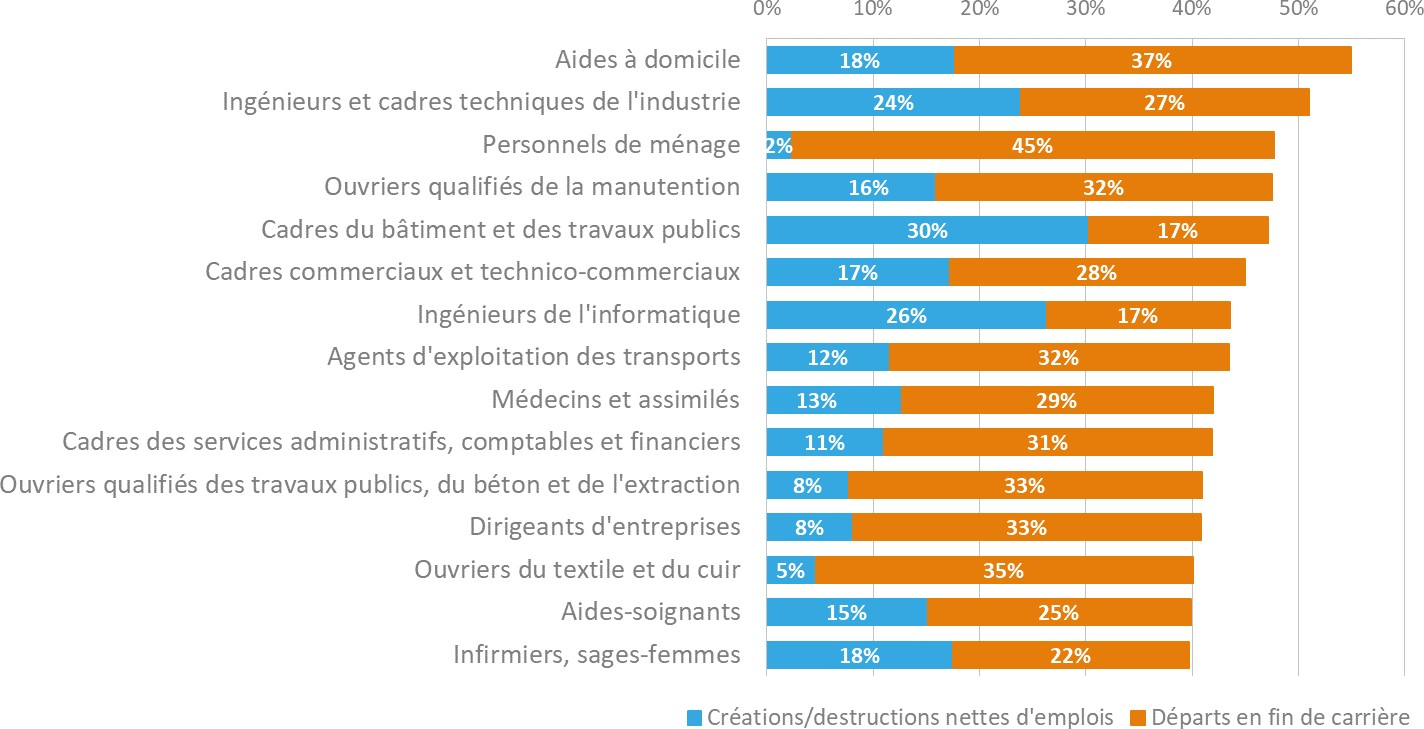 0% 10% 20% 30% 40% 50% 60%
Aides à domicile 18% 37%
Ingénieurs et cadres techniques de l'industrie 24% 27%
Personnels de ménage 2% 45%
Ouvriers qualifiés de la manutention 16% 32%
Cadres du bâtiment et des travaux publics 30% 17%
Cadres commerciaux et technico-commerciaux 17% 28%
Ingénieurs de l'informatique 26% 17%
Agents d'exploitation des transports 12% 32%
Médecins et assimilés 13% 29%
Cadres des services administratifs, comptables et financiers 11% 31%
Ouvriers qualifiés des travaux publics, du béton et de l'extraction 8% 33%
Dirigeants d'entreprises 8% 33%
Ouvriers du textile et du cuir 5% 35%
Aides-soignants 15% 25%
Infirmiers, sages-femmes 18% 22%
Créations/destructions nettes d'emplois Départs en fin de carrière